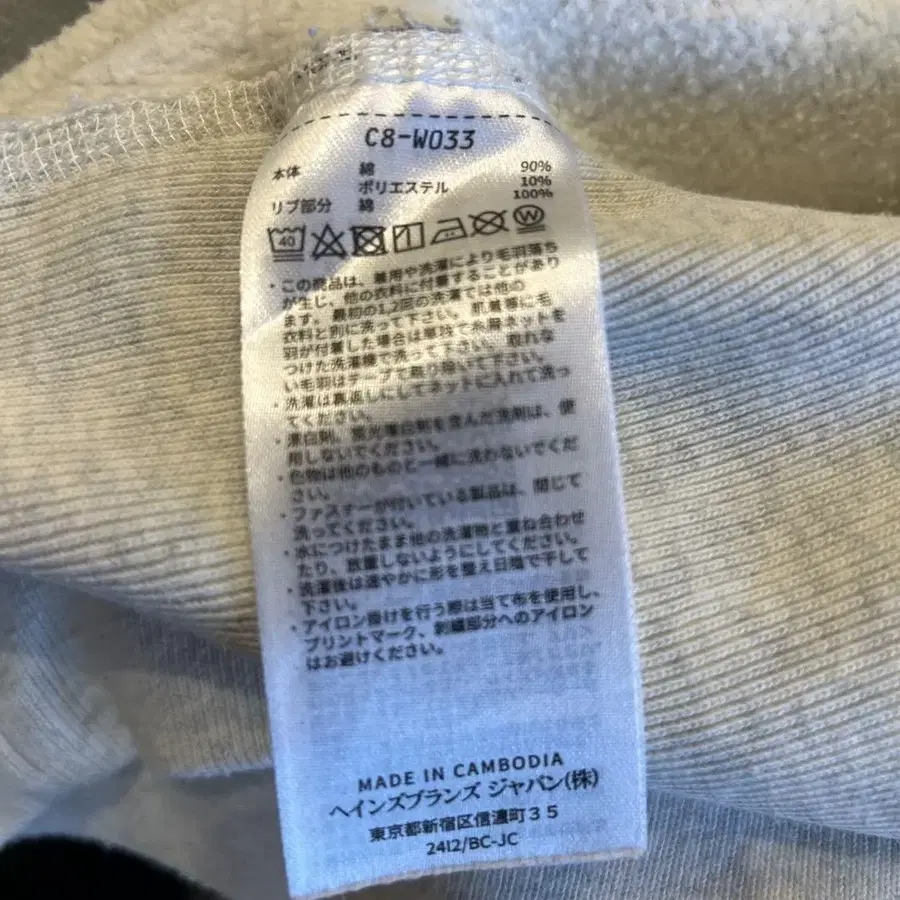 C8-W033
本体 綿 90%
ポリエステル 10%
リブ部分 綿 100%
40 W
・この商品は、着用や洗濯により毛羽落ち
が生じ、他の衣料に付着することがあり
ます。最初の1,2回の洗濯では他の
衣料と別に洗って下さい。肌着等に毛
羽が付着した場合は単独で糸屑ネットを
つけた洗濯機で洗って下さい。取れな
い毛羽はテープで取り除いて下さい。
・洗濯は裏返しにしてネットに入れて洗っ
てください。
・漂白剤、蛍光増白剤を含んだ洗剤は、使
用しないでください。
・色物は他のものと一緒に洗わないでくだ
さい。
・ファスナーが付いている製品は、閉じて
洗ってください。
・水につけたまま他の洗濯物と重ね合わせ
たり、放置しないようにしてください。
・洗濯後は速やかに形を整え日陰で干して
下さい。
・アイロン掛けを行う際は当て布を使用し、
プリントマーク、刺繍部分へのアイロン
はお避けください。
MADE IN CAMBODIA
ヘインズブランズ ジャパン(株)
東京都新宿区信濃町35
2412/BC-JC